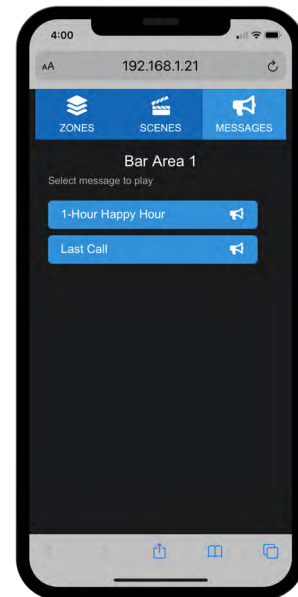 4:00
AA 192.168.1.21
ZONES SCENES MESSAGES
Bar Area 1
Select message to play
1-Hour Happy Hour
Last Call